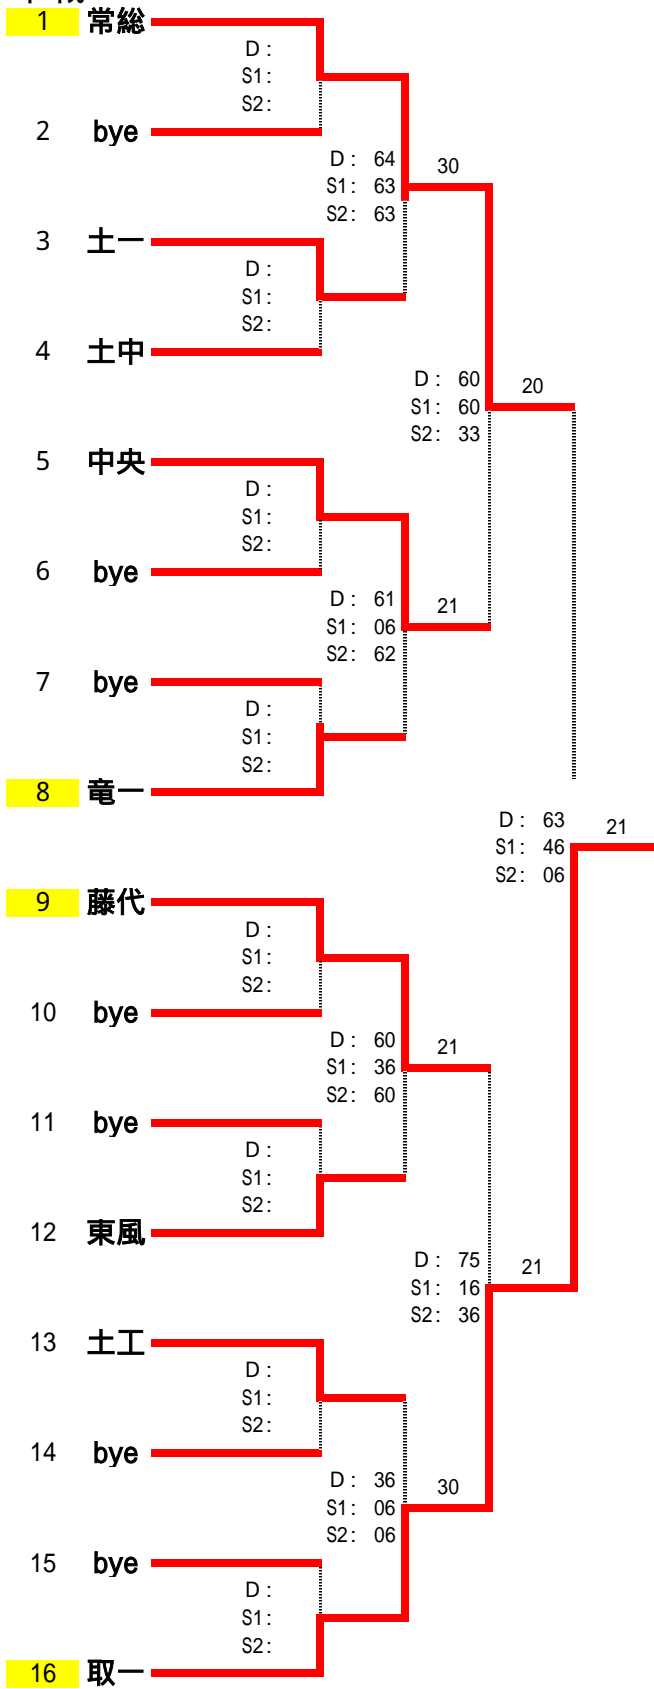 1 常総
D :
S1:
S2:
2 bye
D : 64
S1: 63
S2: 63
30
3 土一
D :
S1:
S2:
4 土中
D : 60
S1: 60
S2: 33
20
5 中央
D :
S1:
S2:
6 bye
D : 61
S1: 06
S2: 62
21
7 bye
D :
S1:
S2:
8 竜一
D : 63
S1: 46
S2: 06
21
9 藤代
D :
S1:
S2:
10 bye
D : 60
S1: 36
S2: 60
21
11 bye
D :
S1:
S2:
12 東風
D : 75
S1: 16
S2: 36
21
13 土工
D :
S1:
S2:
14 bye
D : 36
S1: 06
S2: 06
30
15 bye
D :
S1:
S2:
16 取一